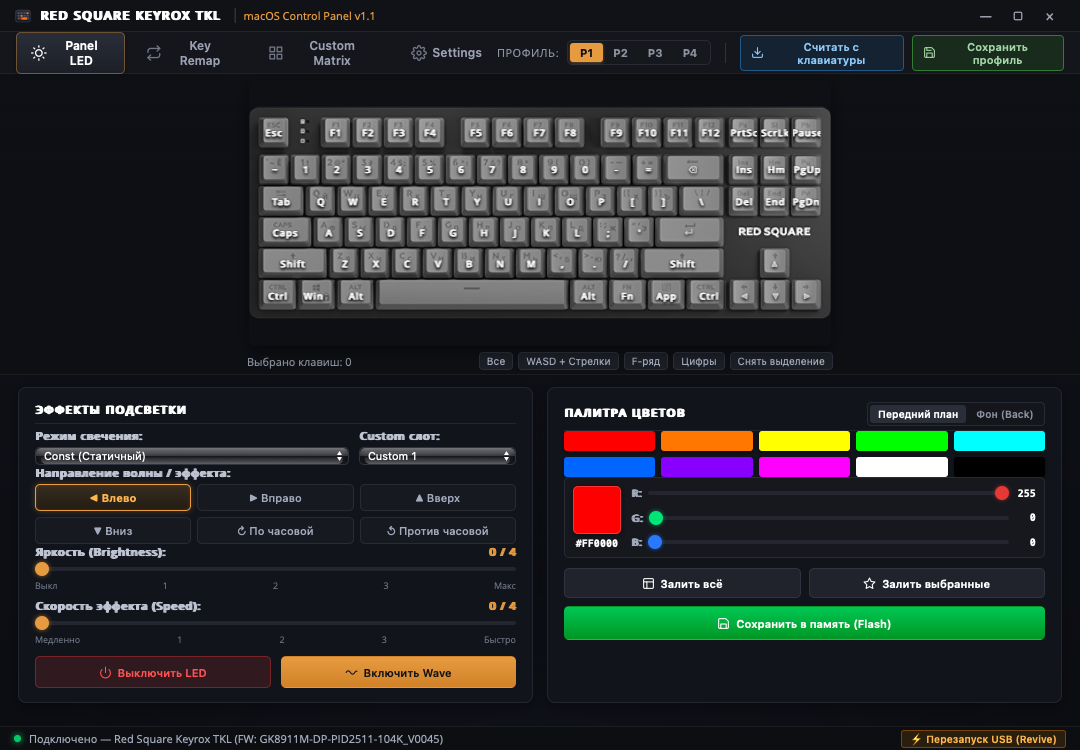 RED SQUARE KEYROX TKL macOS Control Panel v1.1
Panel LED
Key Remap
Custom Matrix
Settings
ПРОФИЛЬ: P1 P2 P3 P4
Считать с клавиатуры
Сохранить профиль
Esc F1 F2 F3 F4 F5 F6 F7 F8 F9 F10 F11 F12 PrtSc ScrLk Pause
~ 1 2 3 4 5 6 7 8 9 0 - = Ins Hm PgUp
Tab Q W E R T Y U I O P [ ] \ Del End PgDn
Caps A S D F G H J K L ; '
RED SQUARE
Shift Z X C V B N M , . / Shift
Ctrl Win Alt Alt Fn App Ctrl
Выбрано клавиш: 0
Все WASD + Стрелки F-ряд Цифры Снять выделение
ЭФФЕКТЫ ПОДСВЕТКИ
Режим свечения: Custom слот:
Const (Статичный) Custom 1
Направление волны / эффекта:
◀ Влево ▶ Вправо ▲ Вверх
▼ Вниз ↻ По часовой ↺ Против часовой
Яркость (Brightness): 0 / 4
Выкл 1 2 3 Макс
Скорость эффекта (Speed): 0 / 4
Медленно 1 2 3 Быстро
Выключить LED Включить Wave
ПАЛИТРА ЦВЕТОВ Передний план Фон (Back)
R: 255
G: 0
B: 0
#FF0000
Залить всё Залить выбранные
Сохранить в память (Flash)
Подключено — Red Square Keyrox TKL (FW: GK8911M-DP-PID2511-104K_V0045)
⚡ Перезапуск USB (Revive)